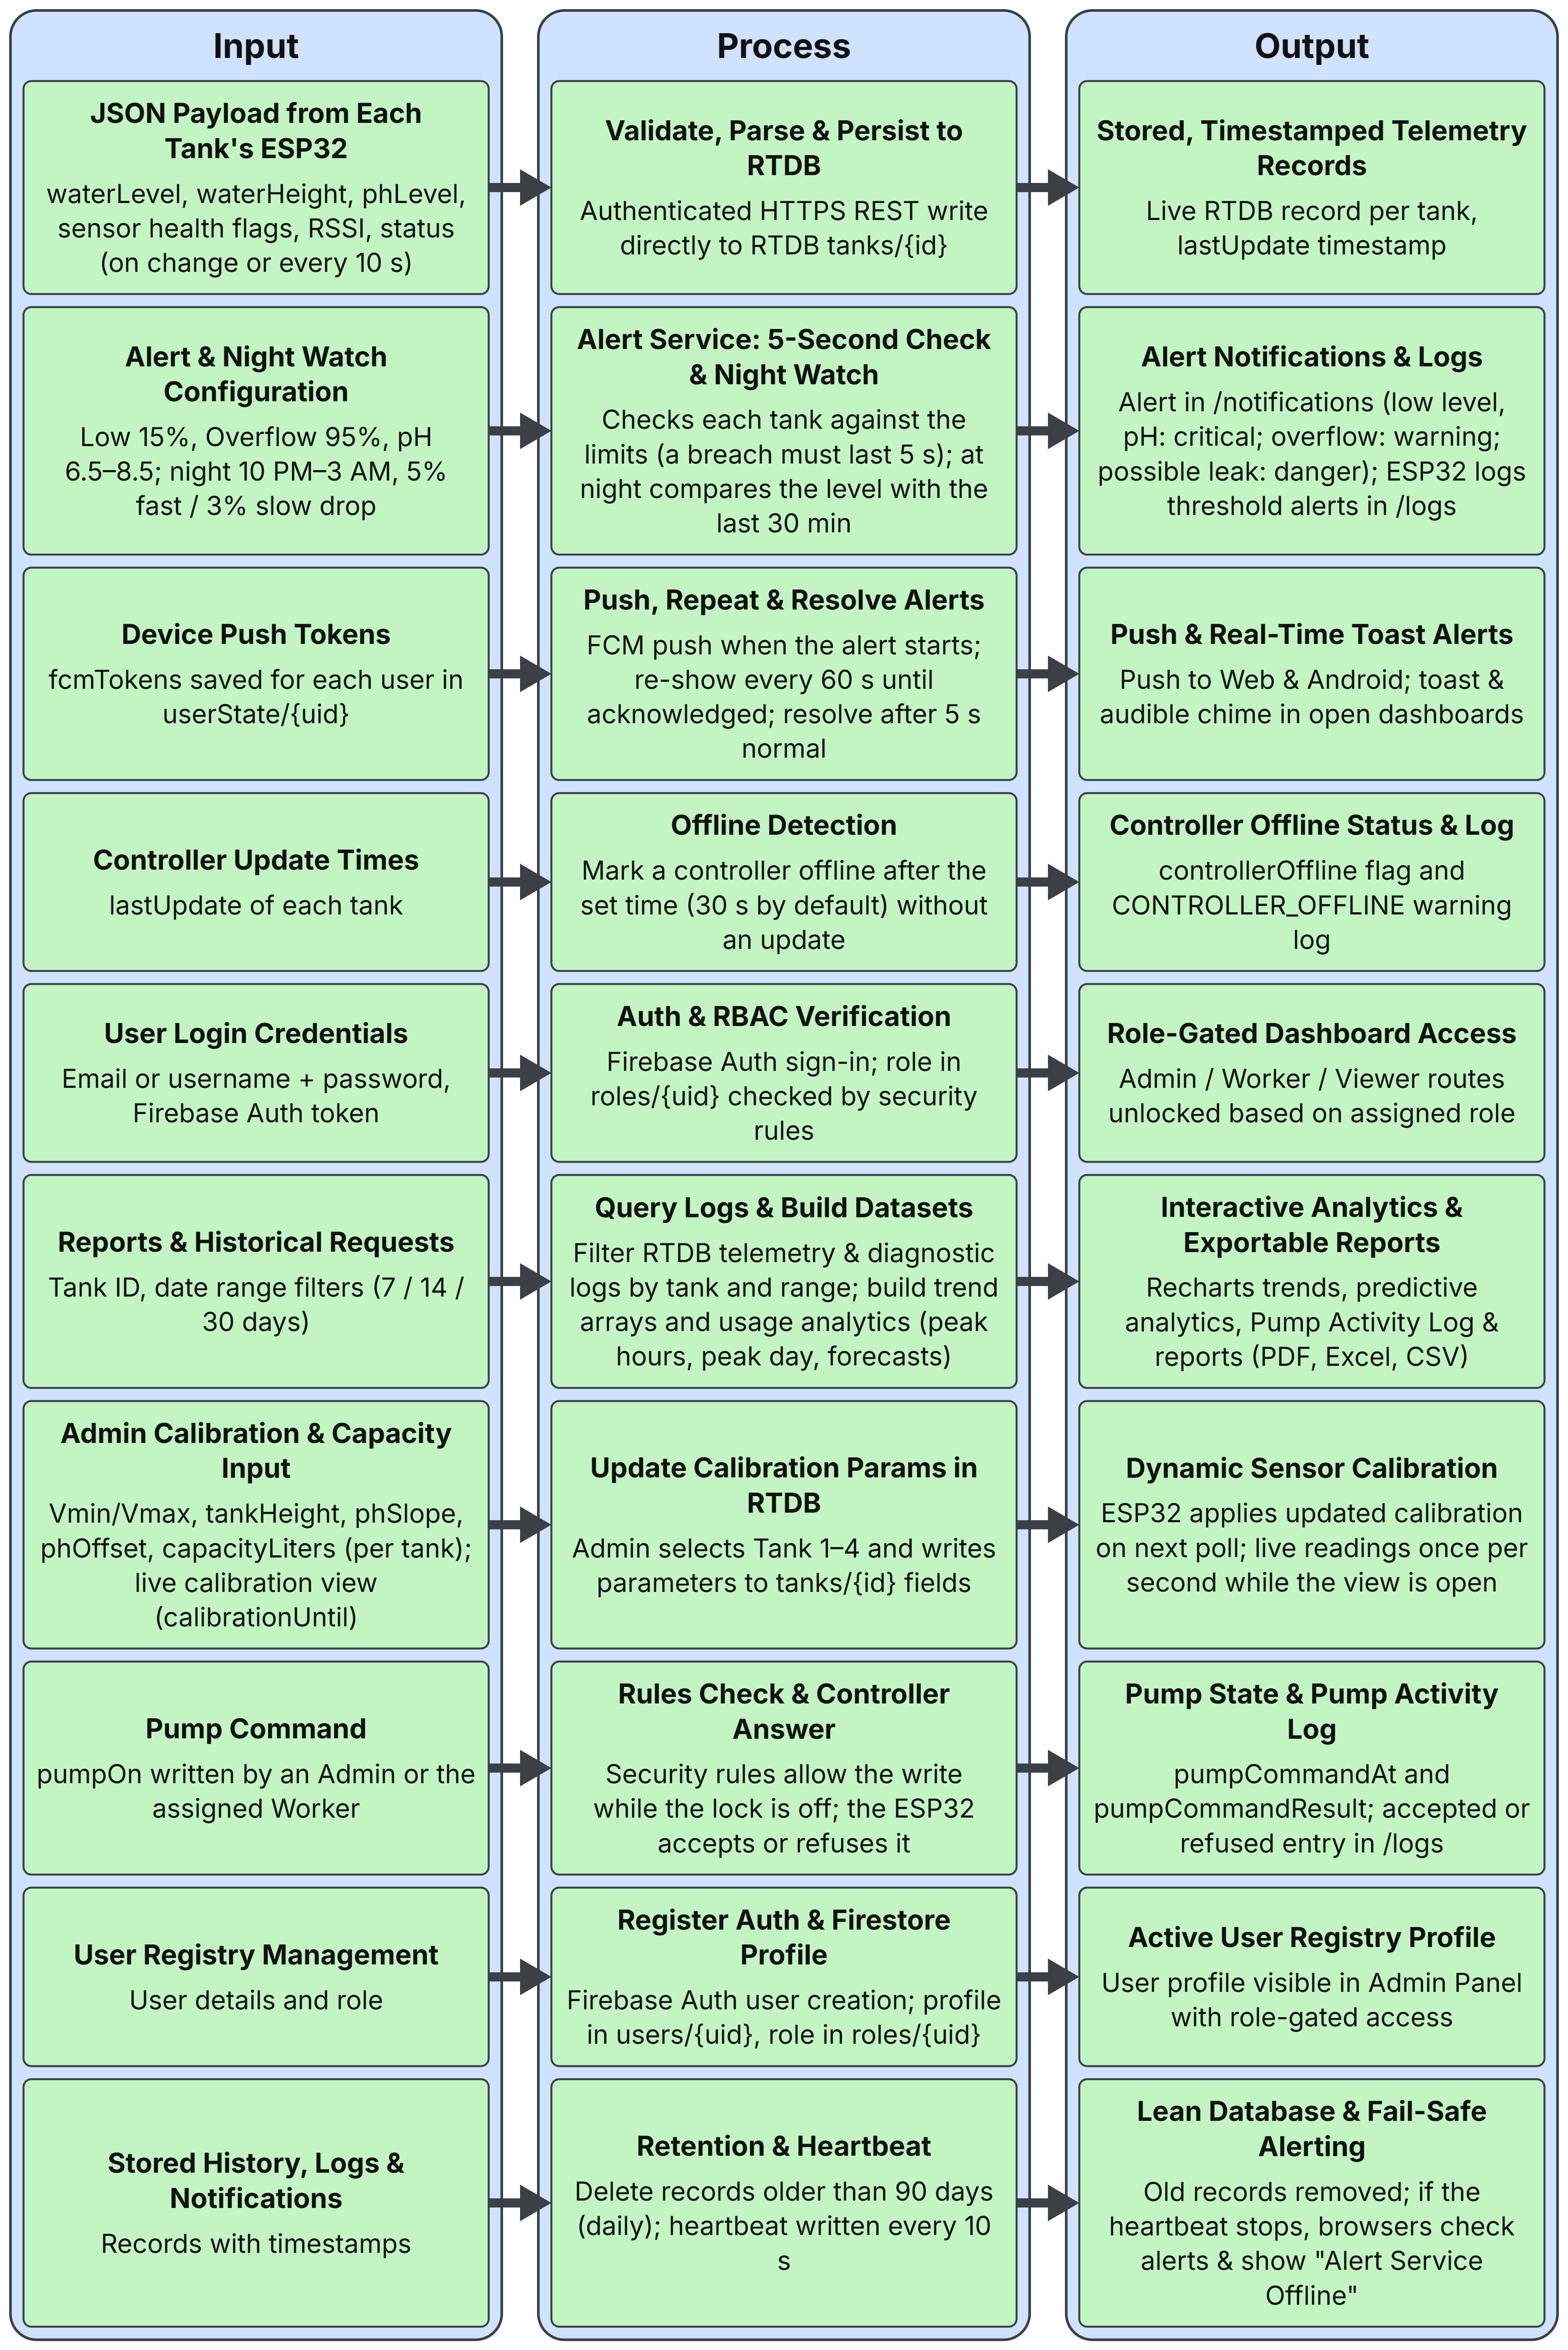 Input
Process
Output
JSON Payload from Each
Tank's ESP32
waterLevel, waterHeight, phLevel,
sensor health flags, RSSI, status
(on change or every 10 s)
Validate, Parse & Persist to
RTDB
Authenticated HTTPS REST write
directly to RTDB tanks/{id}
Stored, Timestamped Telemetry
Records
Live RTDB record per tank,
lastUpdate timestamp
Alert & Night Watch
Configuration
Low 15%, Overflow 95%, pH
6.5–8.5; night 10 PM–3 AM, 5%
fast / 3% slow drop
Alert Service: 5-Second Check
& Night Watch
Checks each tank against the
limits (a breach must last 5 s); at
night compares the level with the
last 30 min
Alert Notifications & Logs
Alert in /notifications (low level,
pH: critical; overflow: warning;
possible leak: danger); ESP32 logs
threshold alerts in /logs
Device Push Tokens
fcmTokens saved for each user in
userState/{uid}
Push, Repeat & Resolve Alerts
FCM push when the alert starts;
re-show every 60 s until
acknowledged; resolve after 5 s
normal
Push & Real-Time Toast Alerts
Push to Web & Android; toast &
audible chime in open dashboards
Controller Update Times
lastUpdate of each tank
Offline Detection
Mark a controller offline after the
set time (30 s by default) without
an update
Controller Offline Status & Log
controllerOffline flag and
CONTROLLER_OFFLINE warning
log
User Login Credentials
Email or username + password,
Firebase Auth token
Auth & RBAC Verification
Firebase Auth sign-in; role in
roles/{uid} checked by security
rules
Role-Gated Dashboard Access
Admin / Worker / Viewer routes
unlocked based on assigned role
Reports & Historical Requests
Tank ID, date range filters (7 / 14 /
30 days)
Query Logs & Build Datasets
Filter RTDB telemetry & diagnostic
logs by tank and range; build trend
arrays and usage analytics (peak
hours, peak day, forecasts)
Interactive Analytics &
Exportable Reports
Recharts trends, predictive
analytics, Pump Activity Log &
reports (PDF, Excel, CSV)
Admin Calibration & Capacity
Input
Vmin/Vmax, tankHeight, phSlope,
phOffset, capacityLiters (per tank);
live calibration view
(calibrationUntil)
Update Calibration Params in
RTDB
Admin selects Tank 1–4 and writes
parameters to tanks/{id} fields
Dynamic Sensor Calibration
ESP32 applies updated calibration
on next poll; live readings once per
second while the view is open
Pump Command
pumpOn written by an Admin or the
assigned Worker
Rules Check & Controller
Answer
Security rules allow the write
while the lock is off; the ESP32
accepts or refuses it
Pump State & Pump Activity
Log
pumpCommandAt and
pumpCommandResult; accepted or
refused entry in /logs
User Registry Management
User details and role
Register Auth & Firestore
Profile
Firebase Auth user creation; profile
in users/{uid}, role in roles/{uid}
Active User Registry Profile
User profile visible in Admin Panel
with role-gated access
Stored History, Logs &
Notifications
Records with timestamps
Retention & Heartbeat
Delete records older than 90 days
(daily); heartbeat written every 10
s
Lean Database & Fail-Safe
Alerting
Old records removed; if the
heartbeat stops, browsers check
alerts & show "Alert Service
Offline"